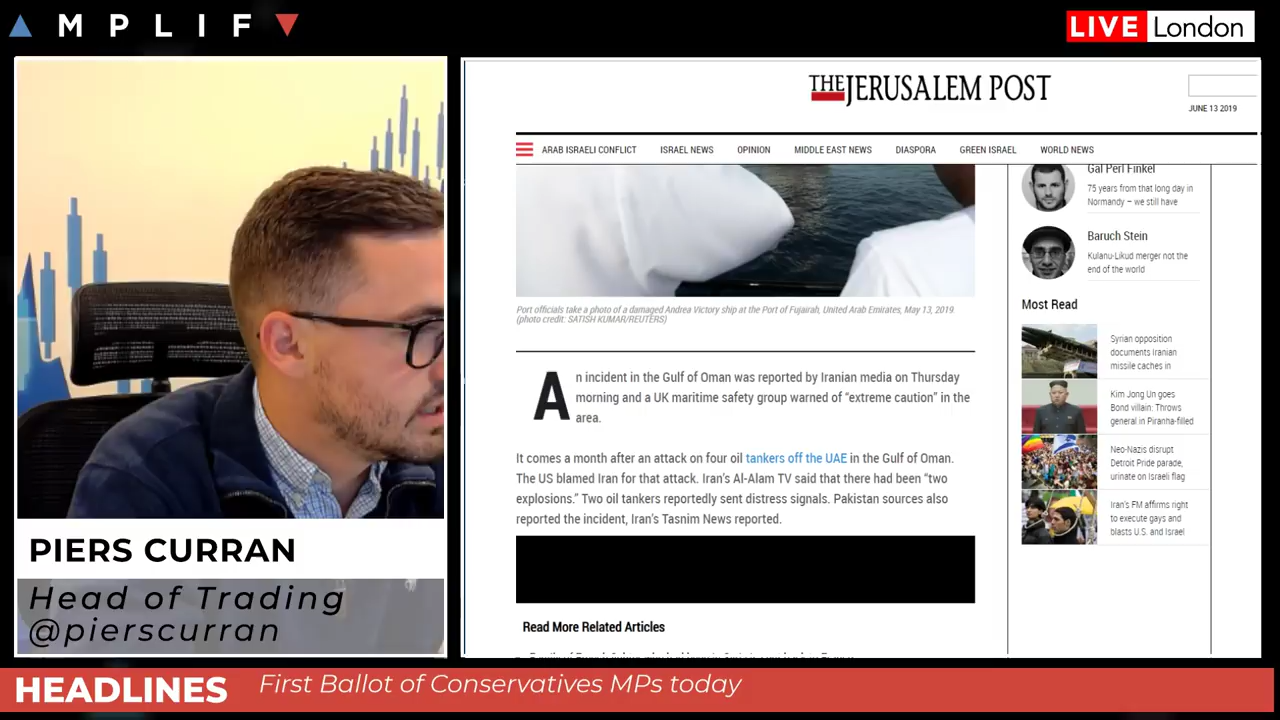 AMPLIFY
LIVE London
THE JERUSALEM POST
JUNE 13 2019
ARAB ISRAELI CONFLICT ISRAEL NEWS OPINION MIDDLE EAST NEWS DIASPORA GREEN ISRAEL WORLD NEWS
Port officials take a photo of a damaged Andrea Victory ship at the Port of Fujairah, United Arab Emirates, May 13, 2019
(photo credit: SATISH KUMAR/REUTERS)
An incident in the Gulf of Oman was reported by Iranian media on Thursday
morning and a UK maritime safety group warned of “extreme caution” in the
area.
It comes a month after an attack on four oil tankers off the UAE in the Gulf of Oman.
The US blamed Iran for that attack. Iran’s Al-Alam TV said that there had been “two
explosions.” Two oil tankers reportedly sent distress signals. Pakistan sources also
reported the incident, Iran’s Tasnim News reported.
Read More Related Articles
Gal Perl Finkel
75 years from that long day in
Normandy – we still have
Baruch Stein
Kulanu-Likud merger not the
end of the world
Most Read
Syrian opposition
documents Iranian
missile caches in
Kim Jong Un goes
Bond villain: Throws
general in Piranha-filled
Neo-Nazis disrupt
Detroit Pride parade,
urinate on Israeli flag
Iran's FM affirms right
to execute gays and
blasts U.S. and Israel
PIERS CURRAN
Head of Trading
@pierscurran
HEADLINES First Ballot of Conservatives MPs today